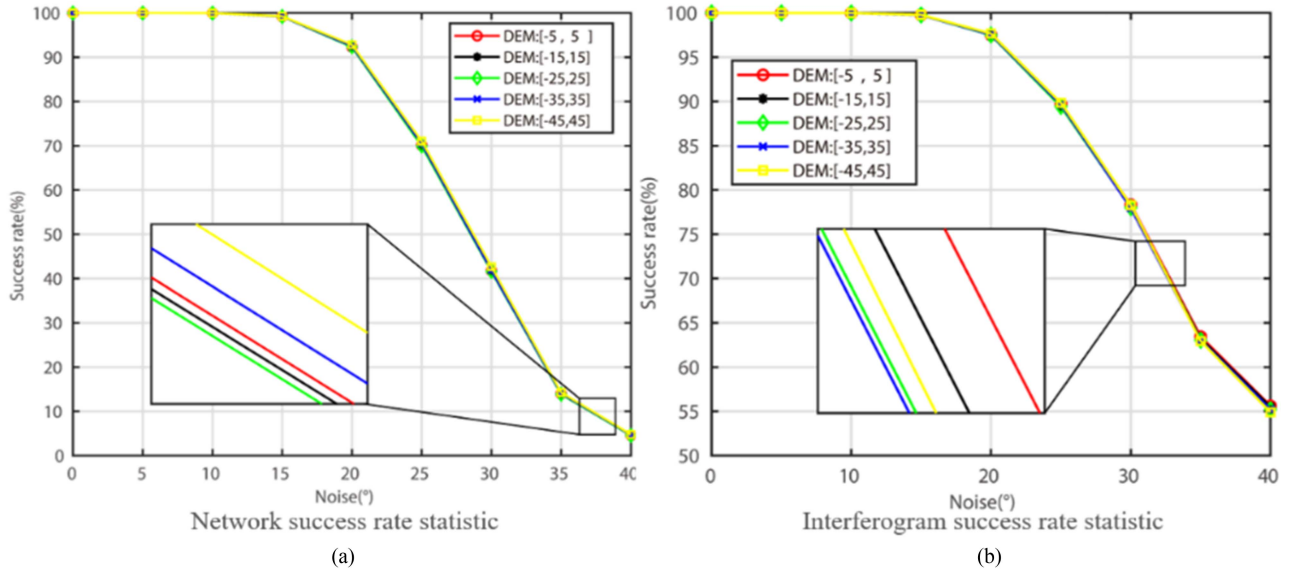 100
90
80
70
60
50
40
30
20
10
0
Success rate(%)
DEM:[-5 , 5 ]
DEM:[-15,15]
DEM:[-25,25]
DEM:[-35,35]
DEM:[-45,45]
0 5 10 15 20 25 30 35 40
Noise(°)
Network success rate statistic
(a)
100
95
90
85
80
75
70
65
60
55
50
Success rate(%)
DEM:[-5 , 5 ]
DEM:[-15,15]
DEM:[-25,25]
DEM:[-35,35]
DEM:[-45,45]
0 10 20 30 40
Noise(°)
Interferogram success rate statistic
(b)